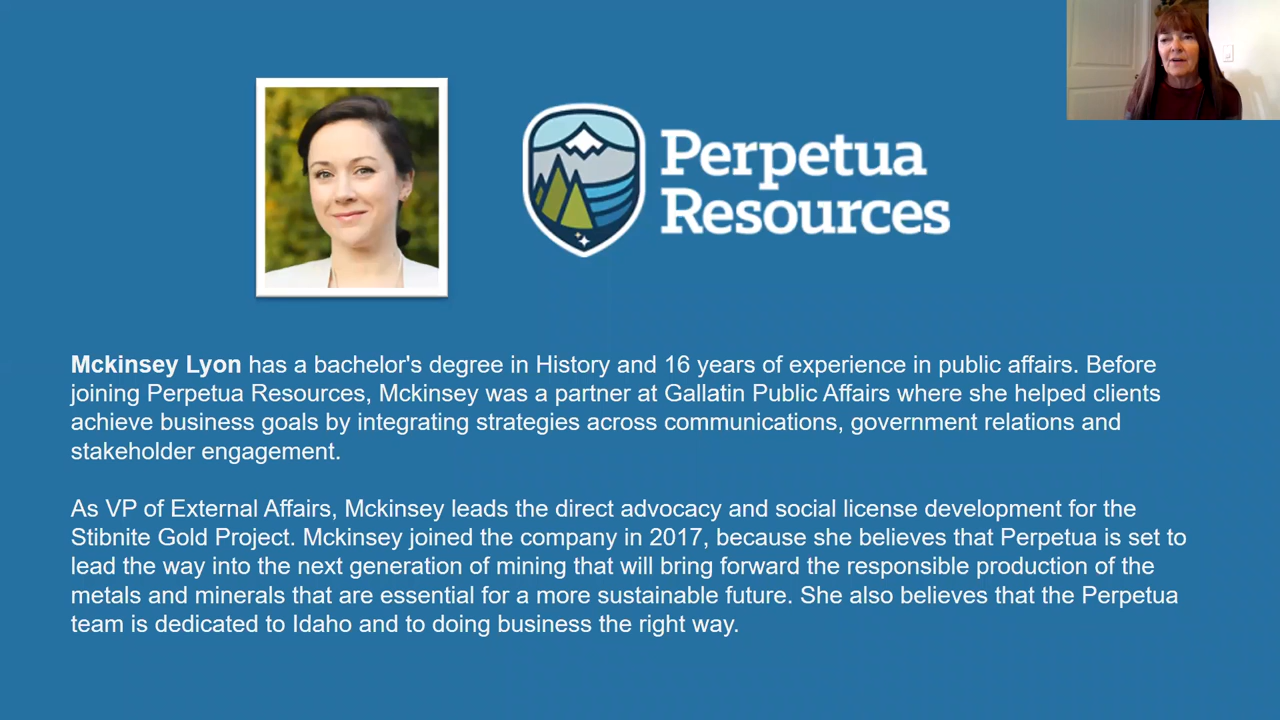 Perpetua
Resources
Mckinsey Lyon has a bachelor's degree in History and 16 years of experience in public affairs. Before
joining Perpetua Resources, Mckinsey was a partner at Gallatin Public Affairs where she helped clients
achieve business goals by integrating strategies across communications, government relations and
stakeholder engagement.
As VP of External Affairs, Mckinsey leads the direct advocacy and social license development for the
Stibnite Gold Project. Mckinsey joined the company in 2017, because she believes that Perpetua is set to
lead the way into the next generation of mining that will bring forward the responsible production of the
metals and minerals that are essential for a more sustainable future. She also believes that the Perpetua
team is dedicated to Idaho and to doing business the right way.